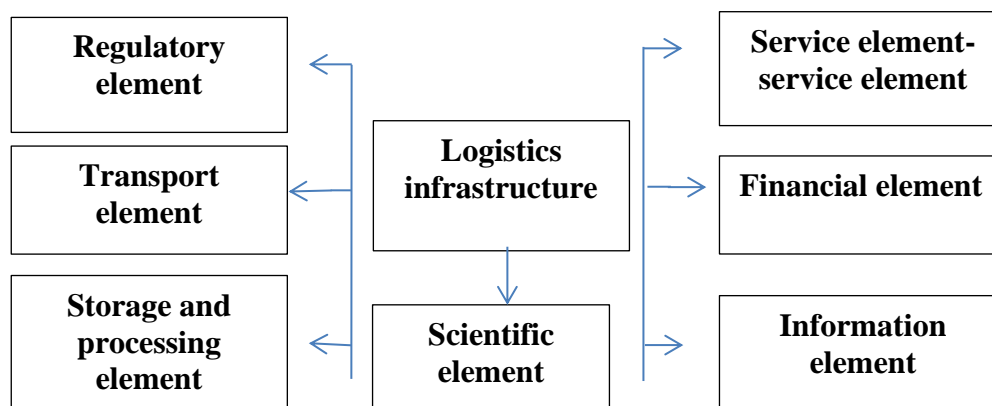 Regulatory
element
Transport
element
Storage and
processing
element
Logistics
infrastructure
Scientific
element
Service element-
service element
Financial element
Information
element